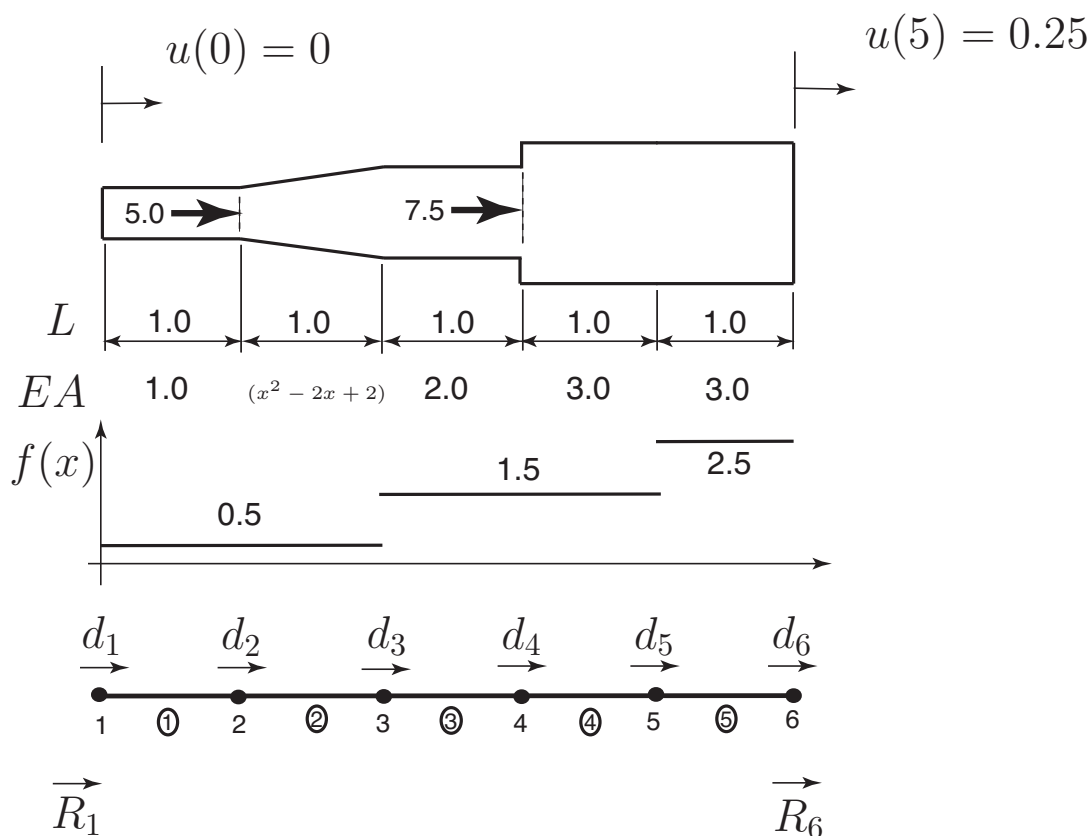 u(0) = 0
u(5) = 0.25
5.0
7.5
L 1.0 1.0 1.0 1.0 1.0
EA 1.0 (x² − 2x + 2) 2.0 3.0 3.0
f(x)
0.5
1.5
2.5
d₁ d₂ d₃ d₄ d₅ d₆
1 ① 2 ② 3 ③ 4 ④ 5 ⑤ 6
R₁ R₆